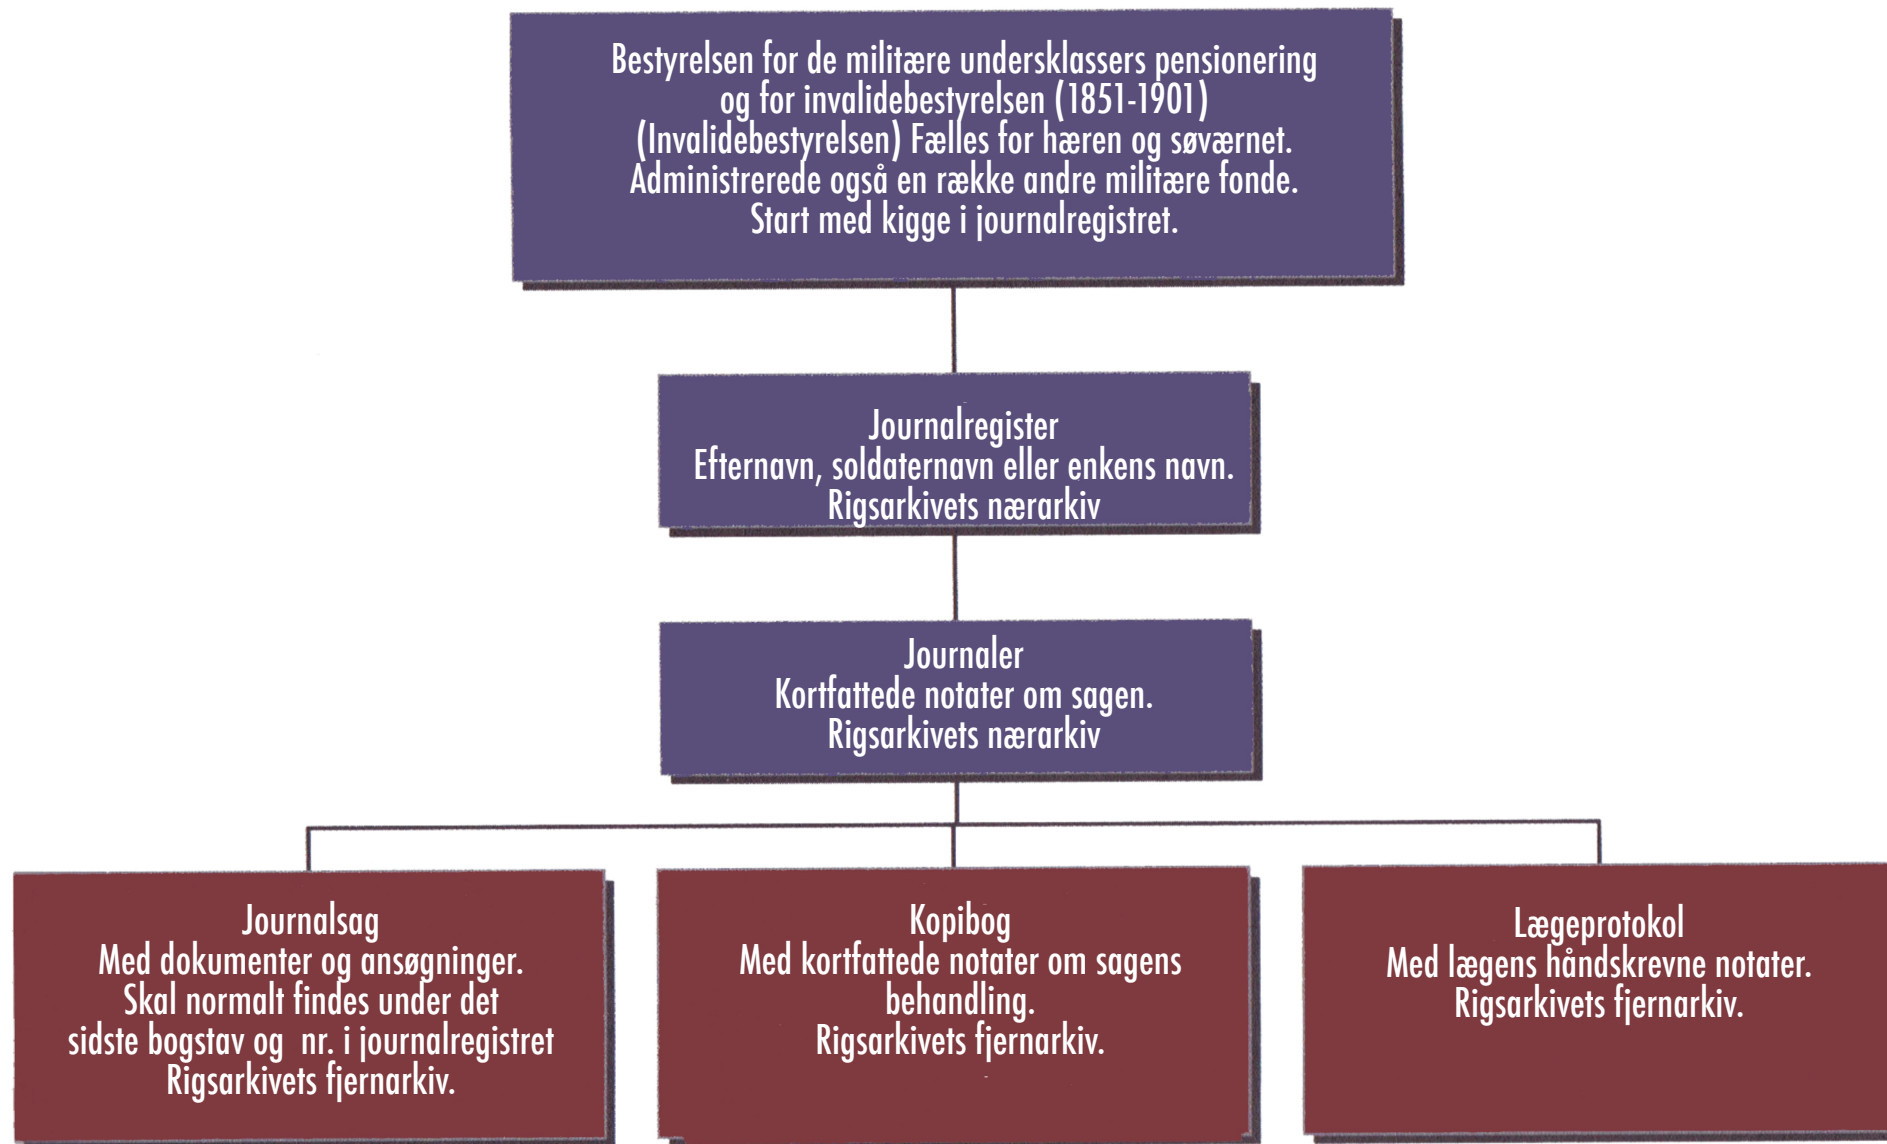 Bestyrelsen for de militære undersklassers pensionering
og for invalidebestyrelsen (1851-1901)
(Invalidebestyrelsen) Fælles for hæren og søværnet.
Administrerede også en række andre militære fonde.
Start med kigge i journalregistret.
Journalregister
Efternavn, soldaternavn eller enkens navn.
Rigsarkivets nærarkiv
Journaler
Kortfattede notater om sagen.
Rigsarkivets nærarkiv
Journalsag
Med dokumenter og ansøgninger.
Skal normalt findes under det
sidste bogstav og nr. i journalregistret
Rigsarkivets fjernarkiv.
Kopibog
Med kortfattede notater om sagens
behandling.
Rigsarkivets fjernarkiv.
Lægeprotokol
Med lægens håndskrevne notater.
Rigsarkivets fjernarkiv.